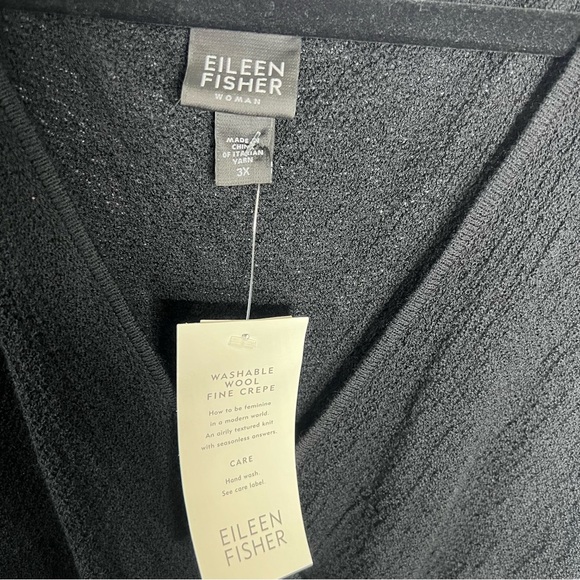 EILEEN
FISHER
WOMAN
MADE IN
CHINA
OF ITALIAN
YARN
3X
WASHABLE
WOOL
FINE CREPE
How to be feminine
in a modern world.
An airily textured knit
with seasonless answers.
CARE
Hand wash.
See care label.
EILEEN
FISHER